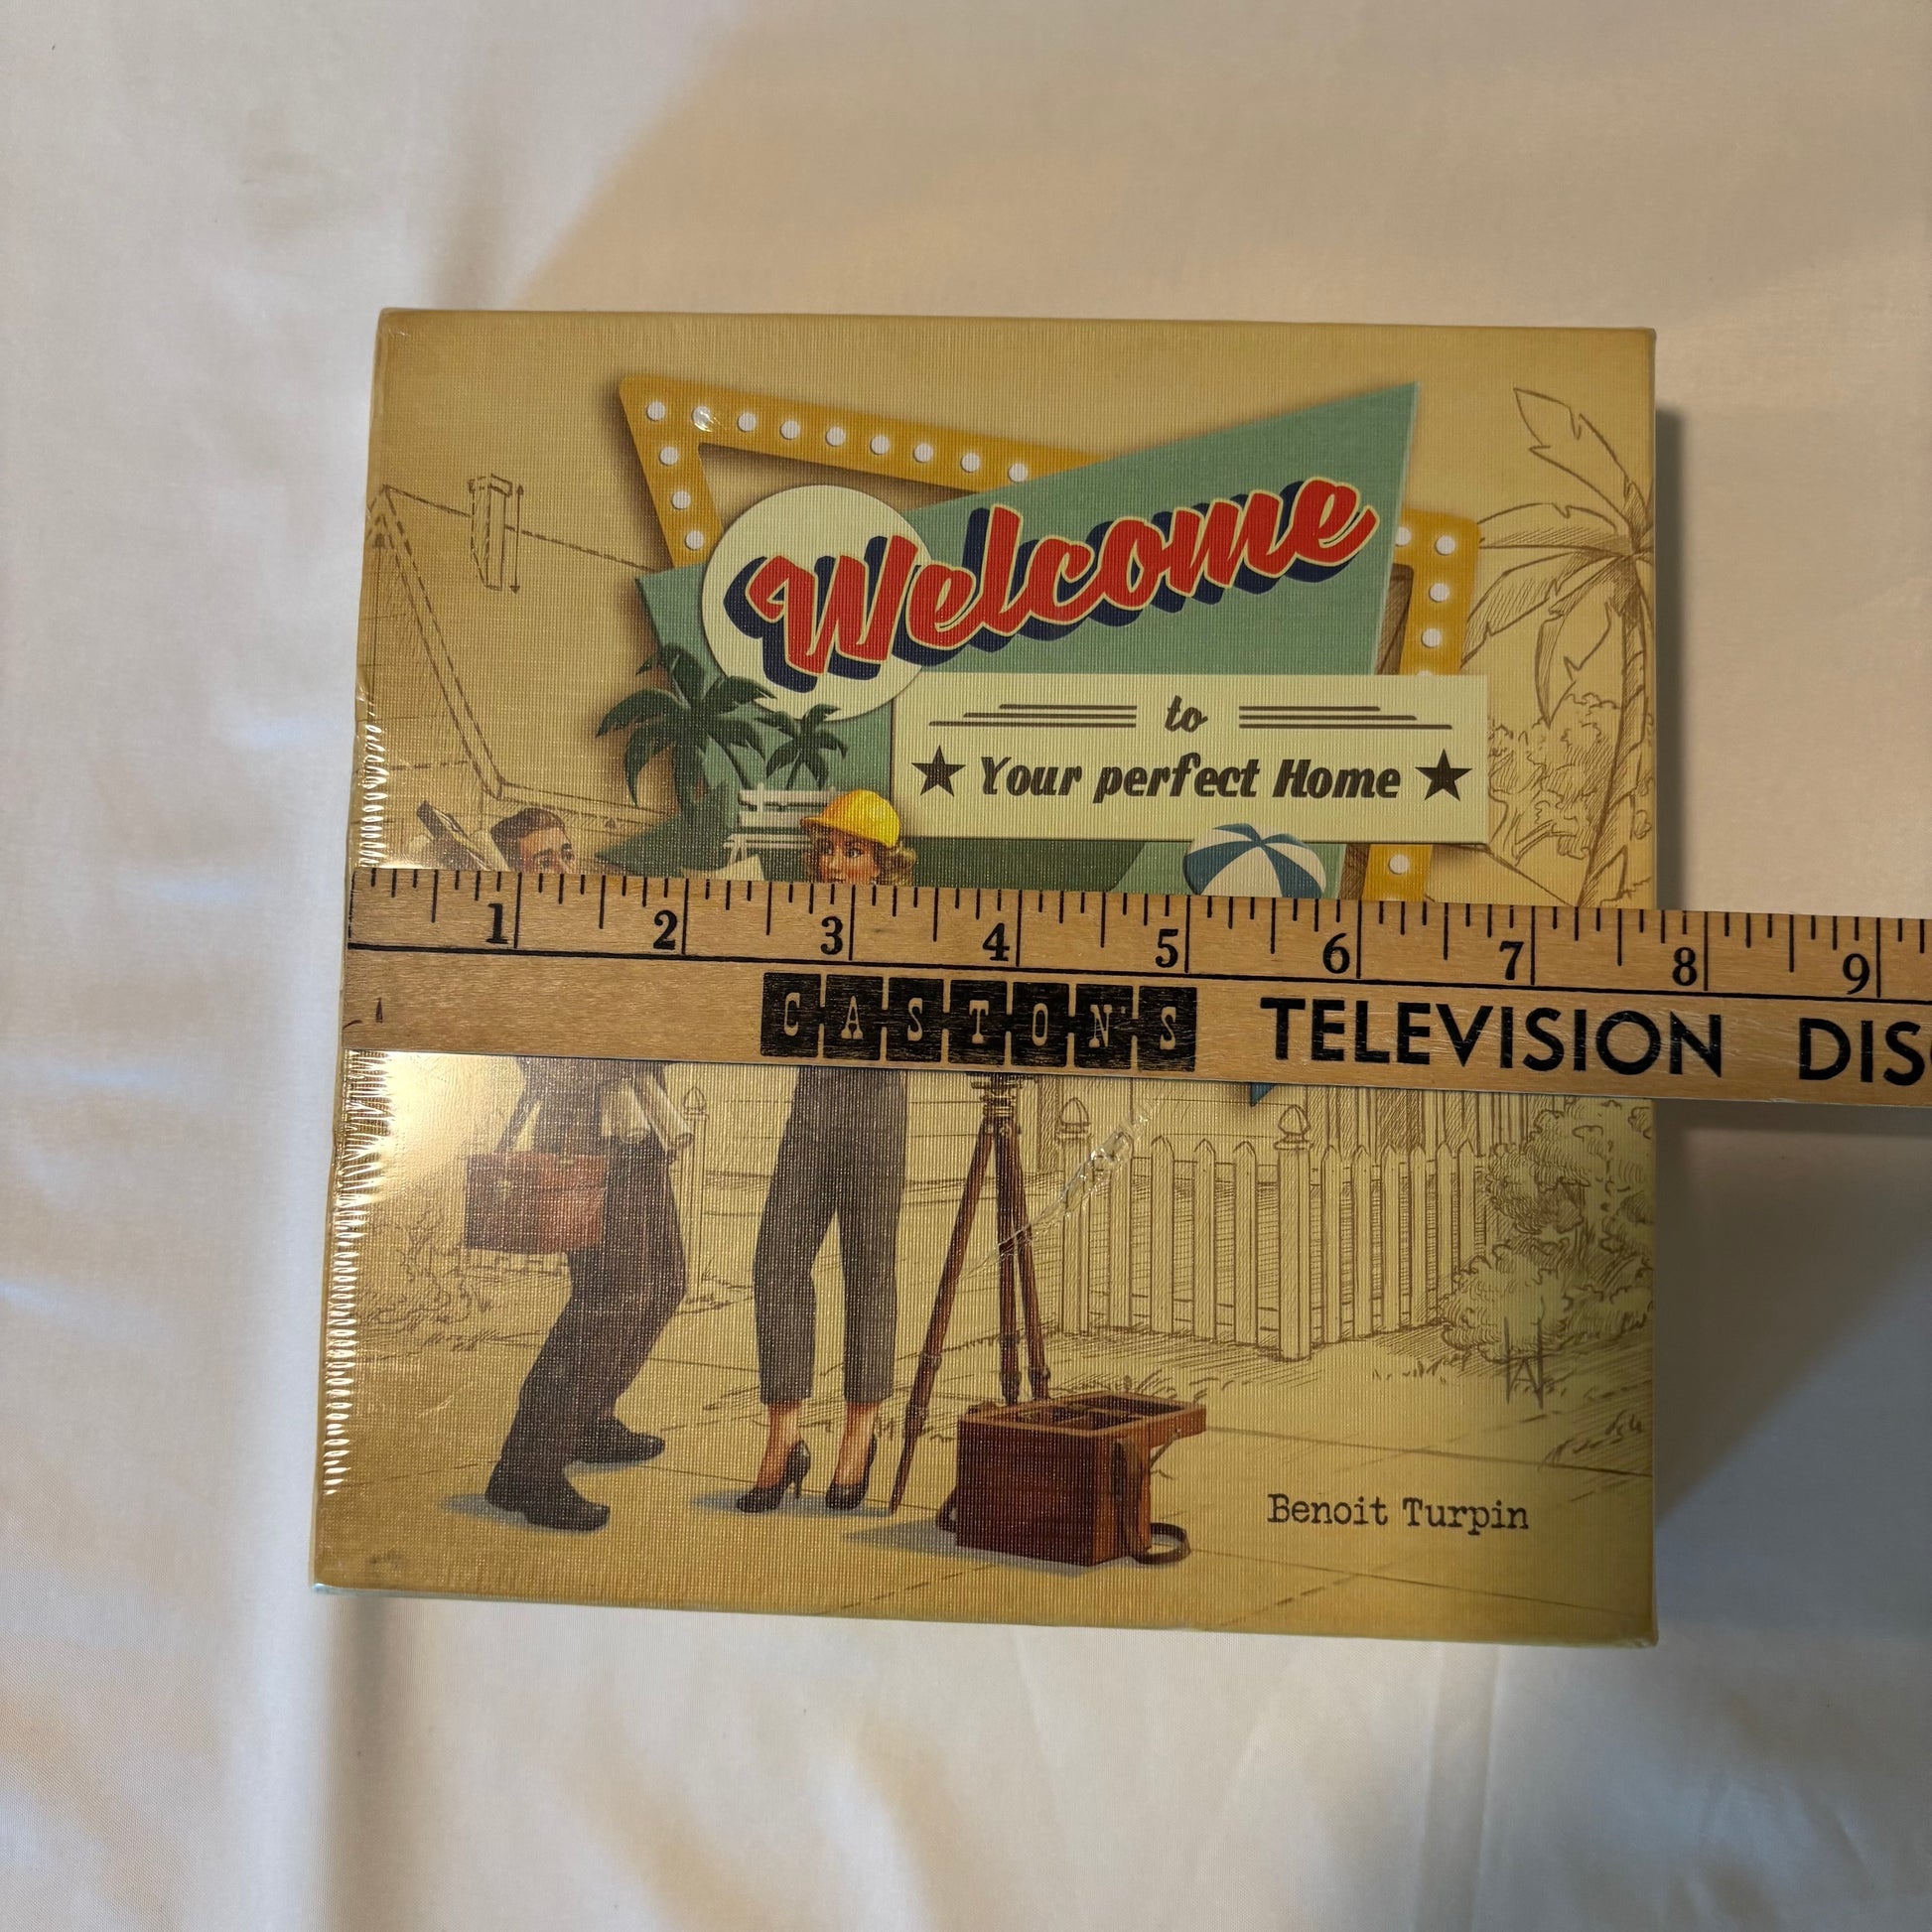 Welcome
to
★ Your perfect Home ★
1 2 3 4 5 6 7 8 9
CASTON'S TELEVISION DIS
Benoit Turpin